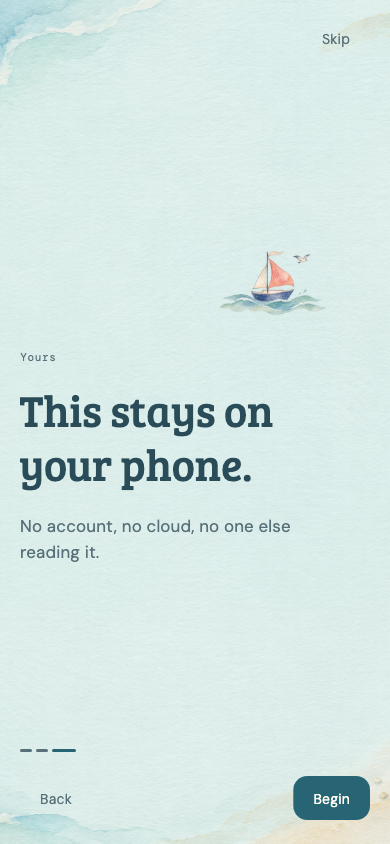 Skip
Yours
This stays on
your phone.
No account, no cloud, no one else
reading it.
Back
Begin